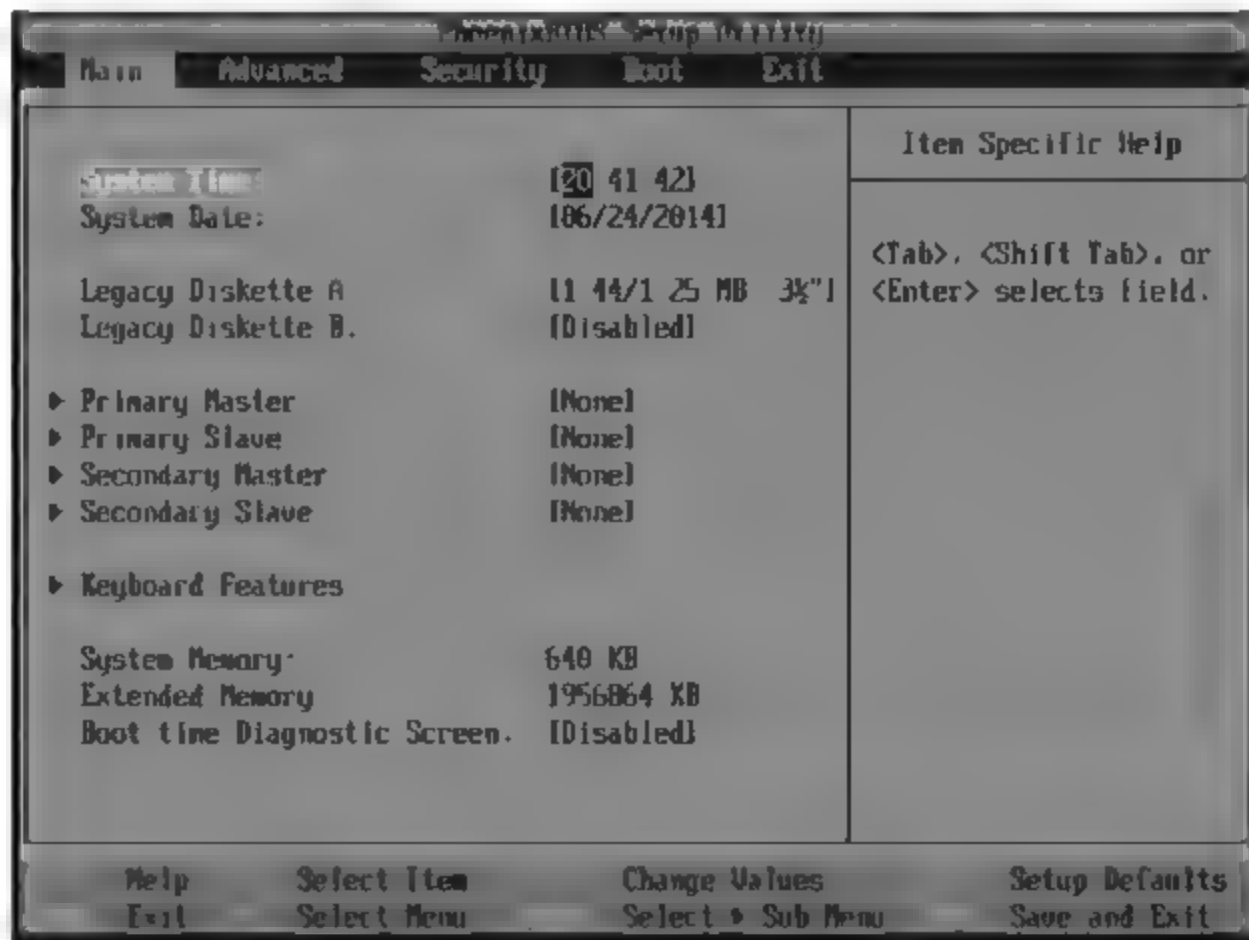 PhoenixBIOS Setup Utility
Main Advanced Security Boot Exit
Item Specific Help
System Time: [20 41 42]
System Date: [06/24/2014]
<Tab>, <Shift Tab>, or
Legacy Diskette A [1 44/1 25 MB 3½"]
<Enter> selects field.
Legacy Diskette B. [Disabled]
▶ Primary Master [None]
▶ Primary Slave [None]
▶ Secondary Master [None]
▶ Secondary Slave [None]
▶ Keyboard Features
System Memory: 640 KB
Extended Memory 1956864 KB
Boot time Diagnostic Screen. [Disabled]
Help Select Item Change Values Setup Defaults
Exit Select Menu Select ▶ Sub Menu Save and Exit